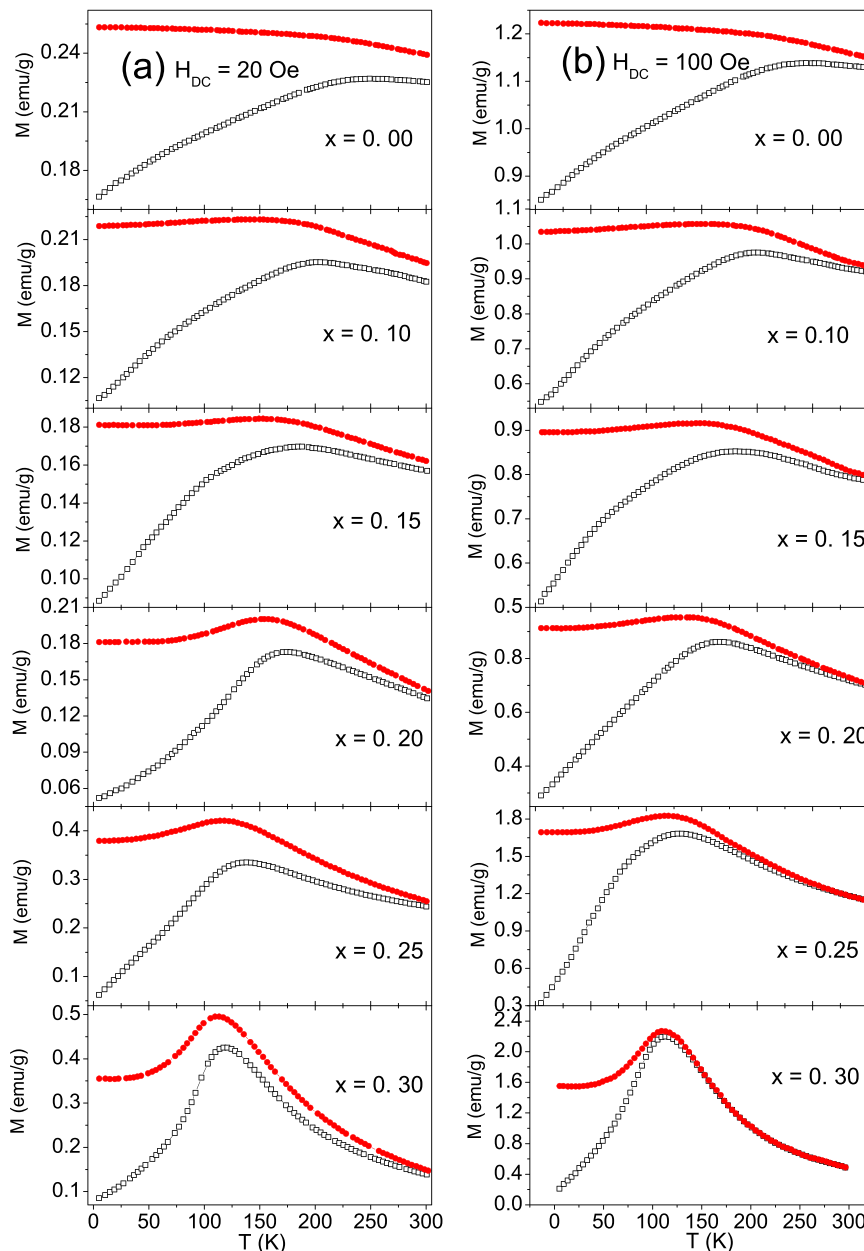 (a) H_DC = 20 Oe
M (emu/g)
0.24
0.21
0.18
x = 0. 00
M (emu/g)
0.21
0.18
0.15
0.12
x = 0. 10
M (emu/g)
0.18
0.16
0.14
0.12
0.10
x = 0. 15
M (emu/g)
0.21
0.18
0.15
0.12
0.09
0.06
x = 0. 20
M (emu/g)
0.4
0.3
0.2
0.1
x = 0. 25
M (emu/g)
0.5
0.4
0.3
0.2
0.1
x = 0. 30
0 50 100 150 200 250 300
T (K)
(b) H_DC = 100 Oe
M (emu/g)
1.2
1.1
1.0
0.9
x = 0. 00
M (emu/g)
1.1
1.0
0.9
0.8
0.7
0.6
x = 0.10
M (emu/g)
0.9
0.8
0.7
0.6
0.5
x = 0. 15
M (emu/g)
0.8
0.6
0.4
x = 0.20
M (emu/g)
1.8
1.5
1.2
0.9
0.6
0.3
x = 0.25
M (emu/g)
2.4
2.0
1.6
1.2
0.8
0.4
0.0
x = 0. 30
0 50 100 150 200 250 300
T (K)